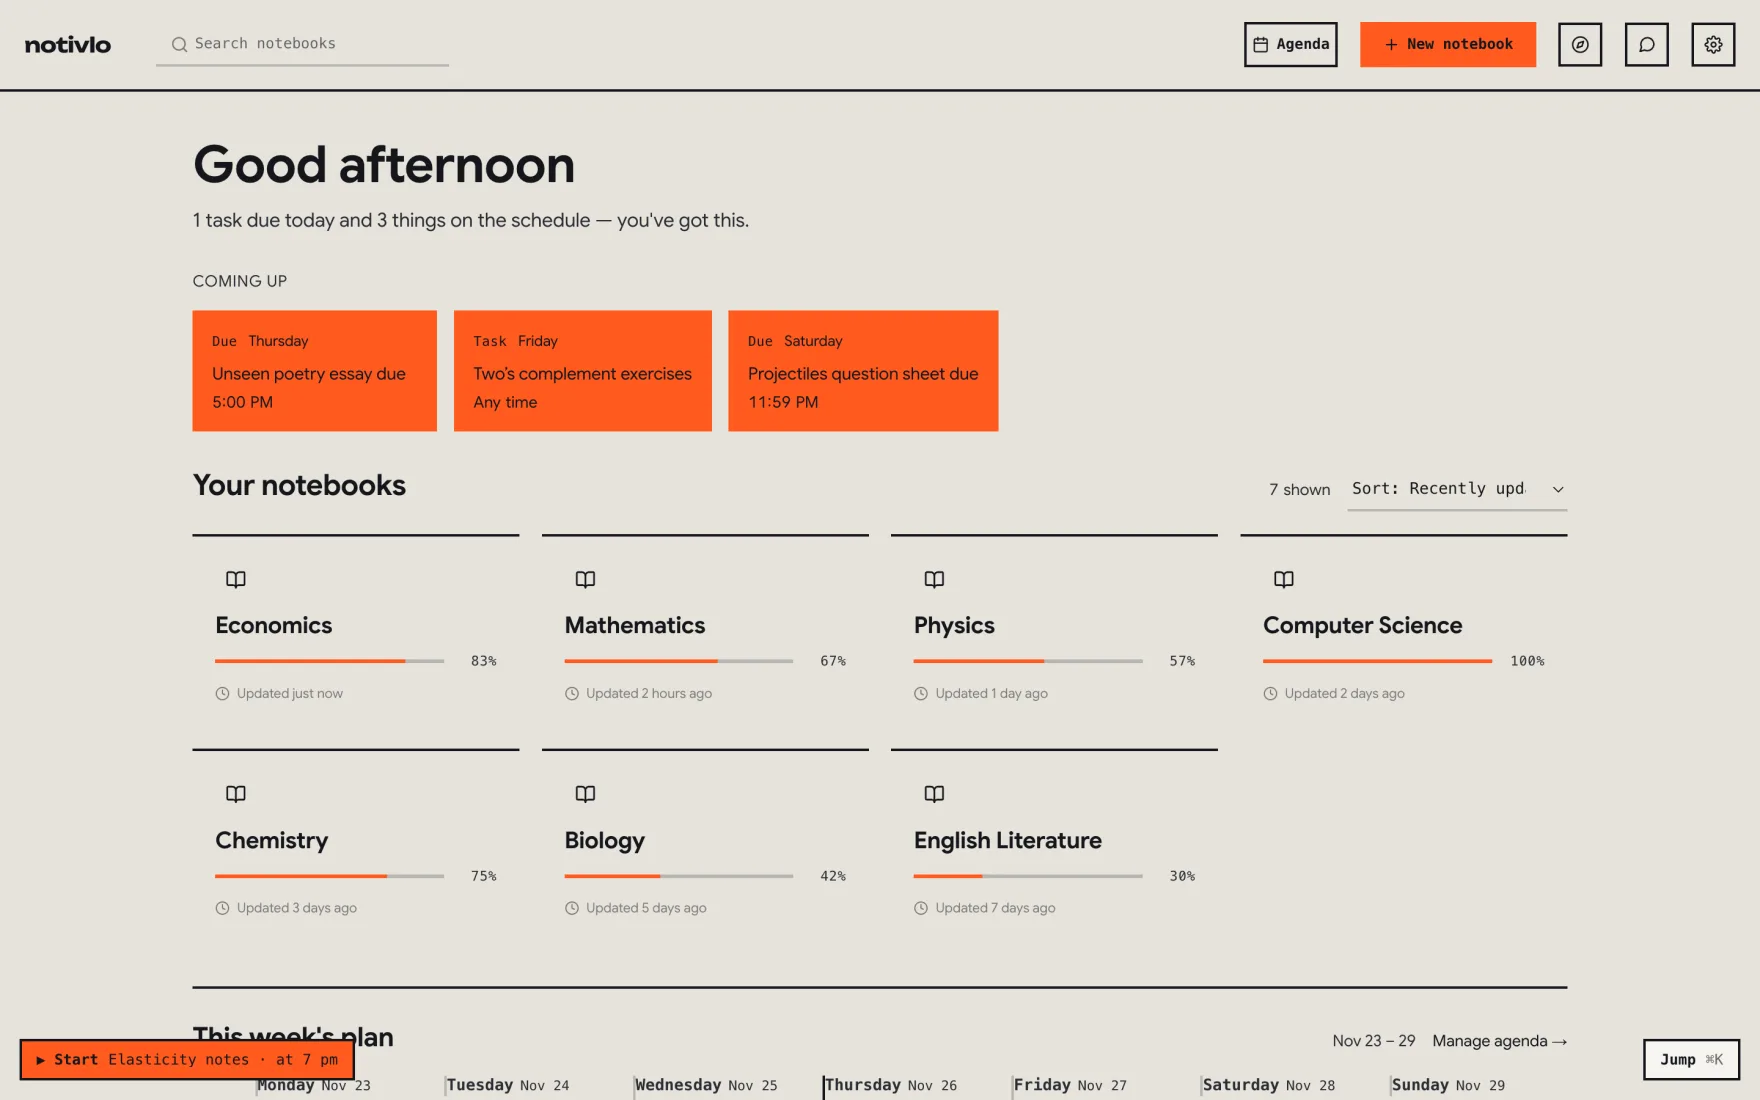 notivlo
Search notebooks
Agenda
+ New notebook
Good afternoon
1 task due today and 3 things on the schedule — you've got this.
COMING UP
Due Thursday
Unseen poetry essay due
5:00 PM
Task Friday
Two’s complement exercises
Any time
Due Saturday
Projectiles question sheet due
11:59 PM
Your notebooks
7 shown
Sort: Recently upd
Economics
83%
Updated just now
Mathematics
67%
Updated 2 hours ago
Physics
57%
Updated 1 day ago
Computer Science
100%
Updated 2 days ago
Chemistry
75%
Updated 3 days ago
Biology
42%
Updated 5 days ago
English Literature
30%
Updated 7 days ago
This week's plan
Nov 23 – 29
Manage agenda →
▶ Start Elasticity notes · at 7 pm
Jump ⌘K
Monday Nov 23
Tuesday Nov 24
Wednesday Nov 25
Thursday Nov 26
Friday Nov 27
Saturday Nov 28
Sunday Nov 29